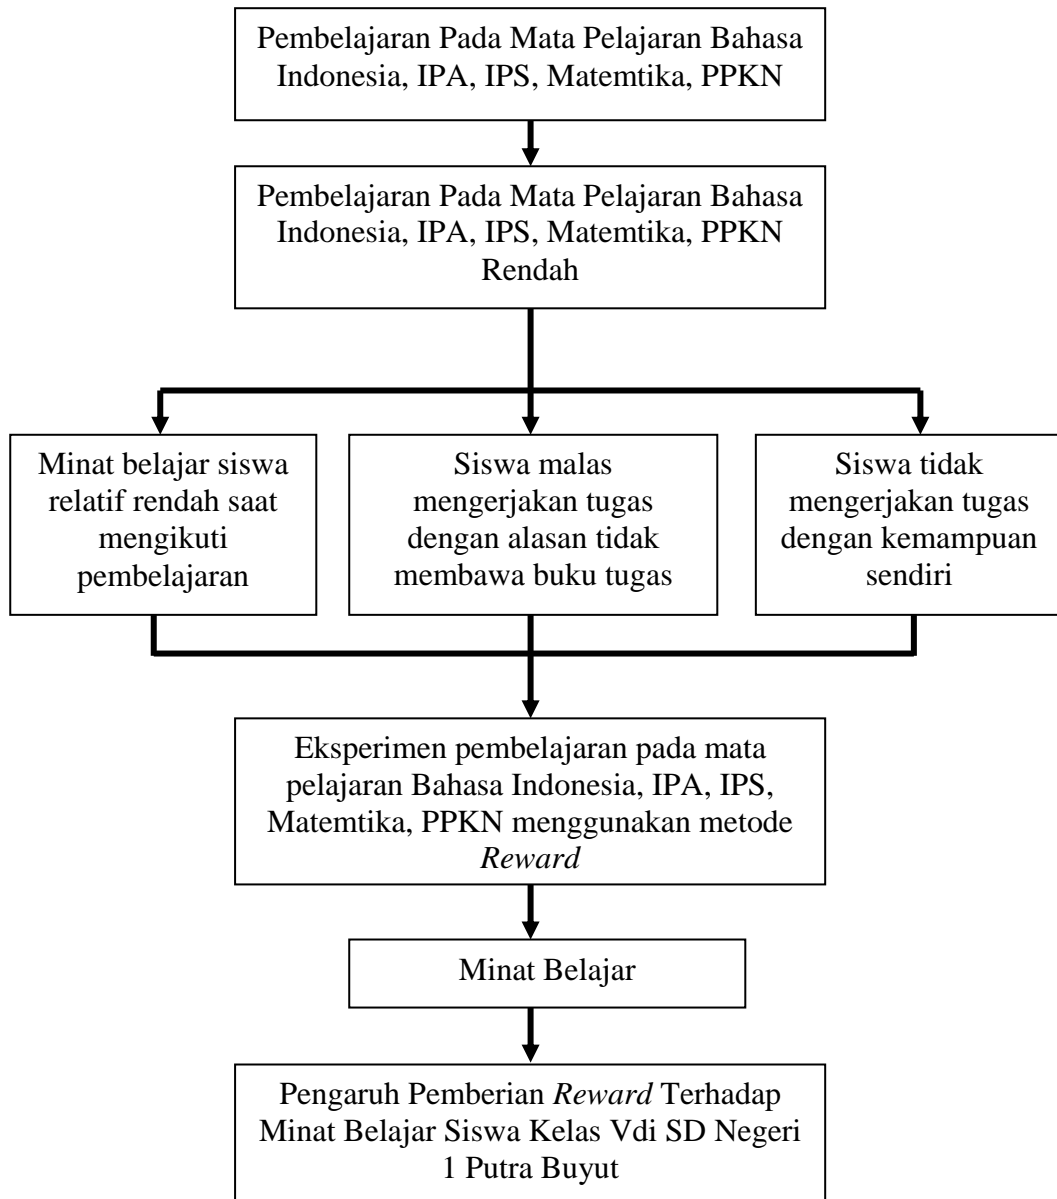 Pembelajaran Pada Mata Pelajaran Bahasa
Indonesia, IPA, IPS, Matemtika, PPKN
Pembelajaran Pada Mata Pelajaran Bahasa
Indonesia, IPA, IPS, Matemtika, PPKN
Rendah
Minat belajar siswa
relatif rendah saat
mengikuti
pembelajaran
Siswa malas
mengerjakan tugas
dengan alasan tidak
membawa buku tugas
Siswa tidak
mengerjakan tugas
dengan kemampuan
sendiri
Eksperimen pembelajaran pada mata
pelajaran Bahasa Indonesia, IPA, IPS,
Matemtika, PPKN menggunakan metode
Reward
Minat Belajar
Pengaruh Pemberian Reward Terhadap
Minat Belajar Siswa Kelas Vdi SD Negeri
1 Putra Buyut